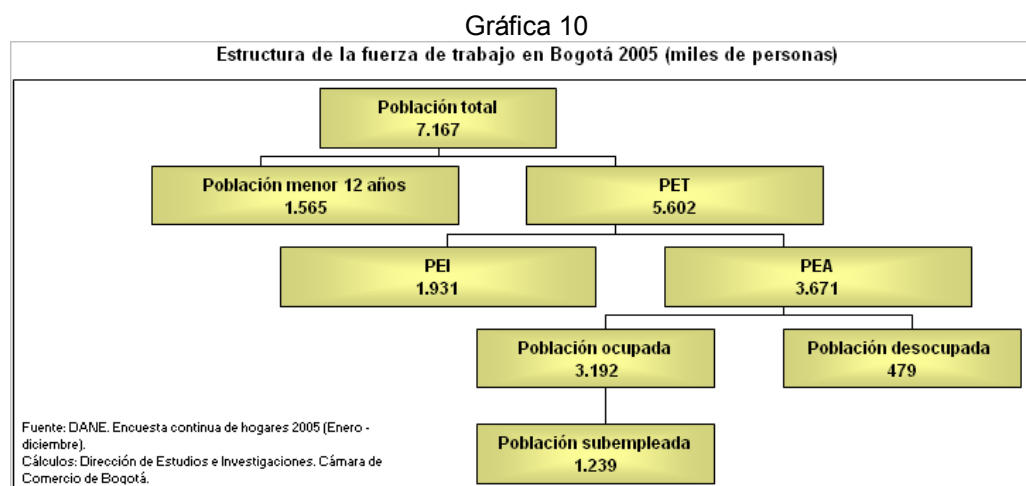 Gráfica 10
Estructura de la fuerza de trabajo en Bogotá 2005 (miles de personas)
Población total
7.167
Población menor 12 años
1.565
PET
5.602
PEI
1.931
PEA
3.671
Población ocupada
3.192
Población desocupada
479
Población subempleada
1.239
Fuente: DANE. Encuesta continua de hogares 2005 (Enero -
diciembre).
Cálculos: Dirección de Estudios e Investigaciones. Cámara de
Comercio de Bogotá.